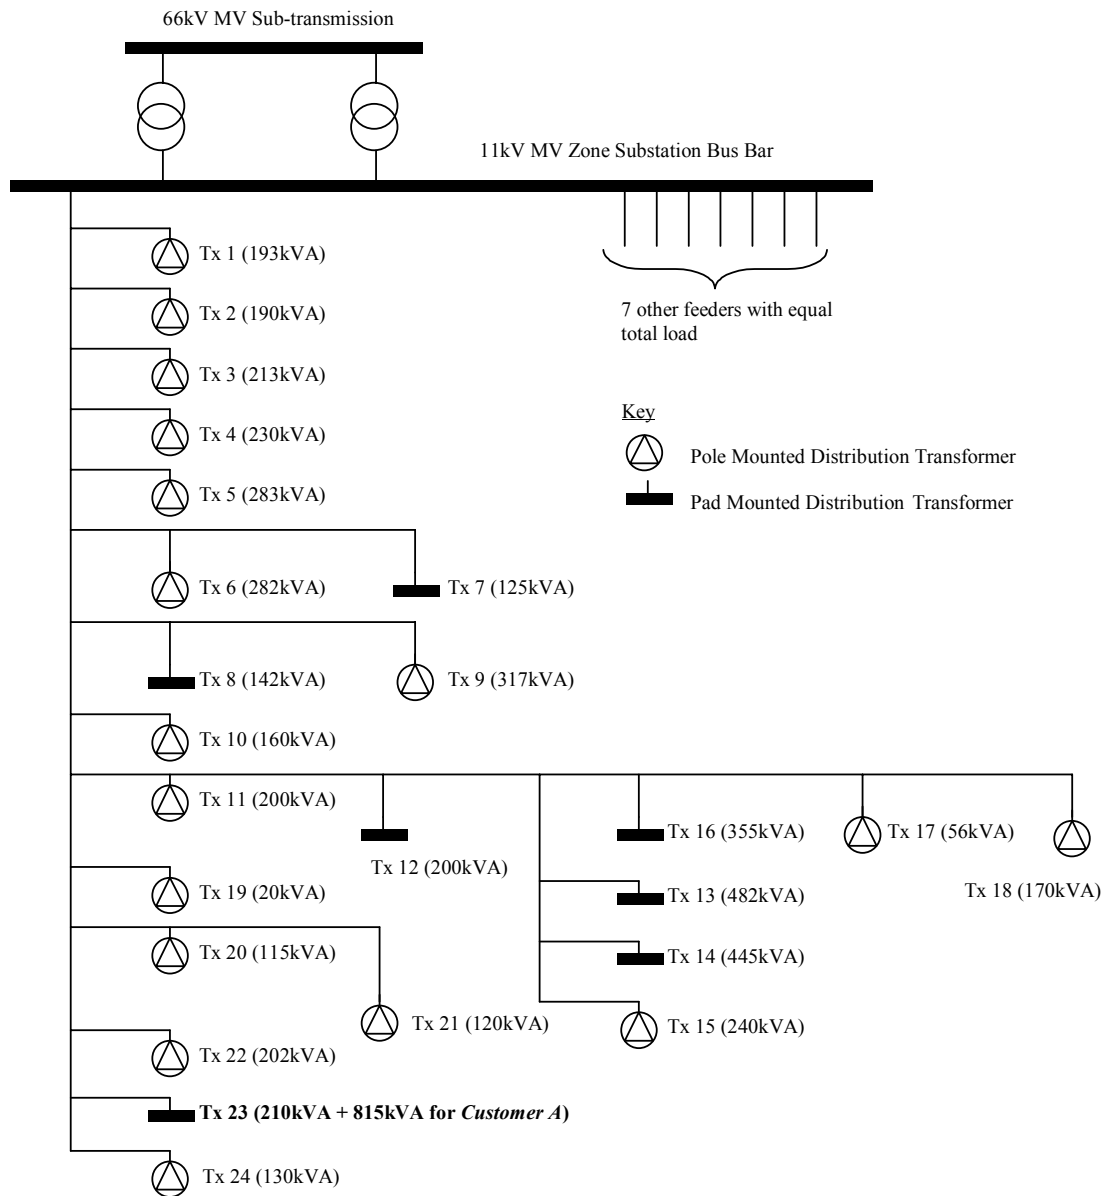 66kV MV Sub-transmission
11kV MV Zone Substation Bus Bar
Tx 1 (193kVA)
Tx 2 (190kVA)
7 other feeders with equal
total load
Tx 3 (213kVA)
Key
Tx 4 (230kVA)
Pole Mounted Distribution Transformer
Tx 5 (283kVA)
Pad Mounted Distribution Transformer
Tx 6 (282kVA)
Tx 7 (125kVA)
Tx 8 (142kVA)
Tx 9 (317kVA)
Tx 10 (160kVA)
Tx 11 (200kVA)
Tx 12 (200kVA)
Tx 16 (355kVA)
Tx 17 (56kVA)
Tx 18 (170kVA)
Tx 13 (482kVA)
Tx 14 (445kVA)
Tx 15 (240kVA)
Tx 19 (20kVA)
Tx 20 (115kVA)
Tx 21 (120kVA)
Tx 22 (202kVA)
Tx 23 (210kVA + 815kVA for Customer A)
Tx 24 (130kVA)